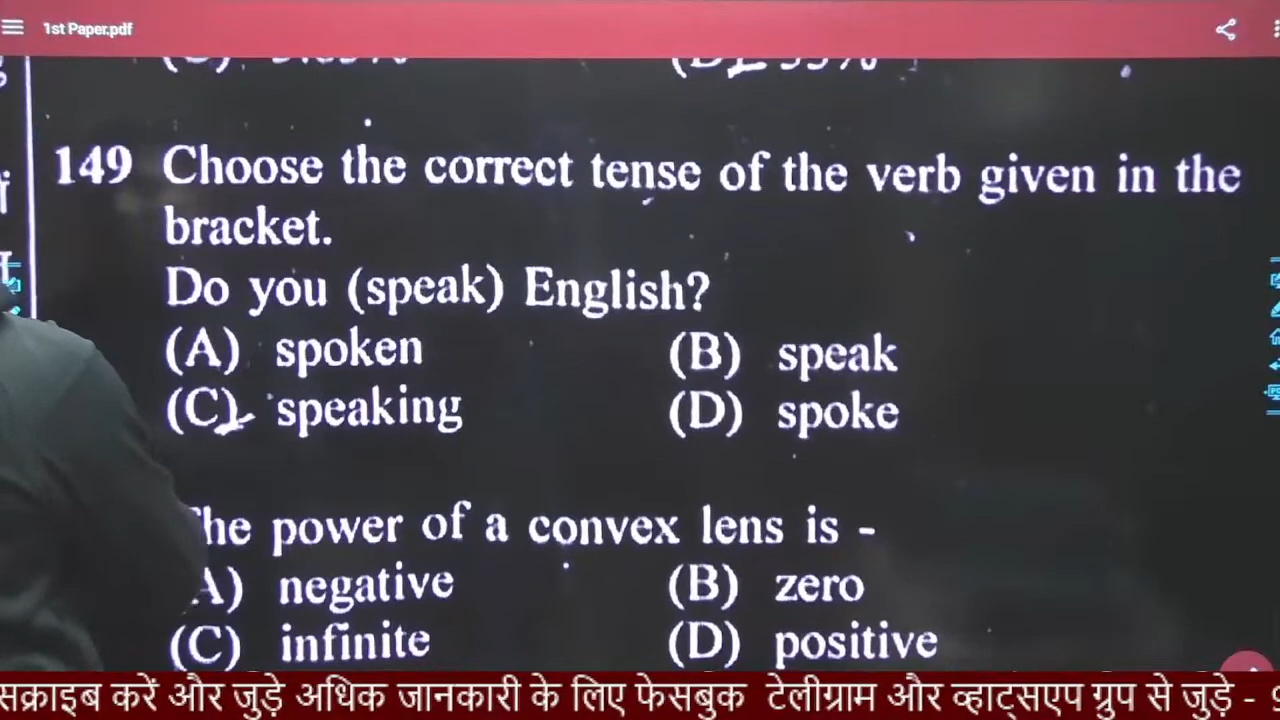 1st Paper.pdf
149 Choose the correct tense of the verb given in the
bracket.
Do you (speak) English?
(A) spoken (B) speak
(C) speaking (D) spoke
he power of a convex lens is -
A) negative (B) zero
(C) infinite (D) positive
सक्राइब करें और जुड़े अधिक जानकारी के लिए फेसबुक टेलीग्राम और व्हाट्सएप ग्रुप से जुड़े -